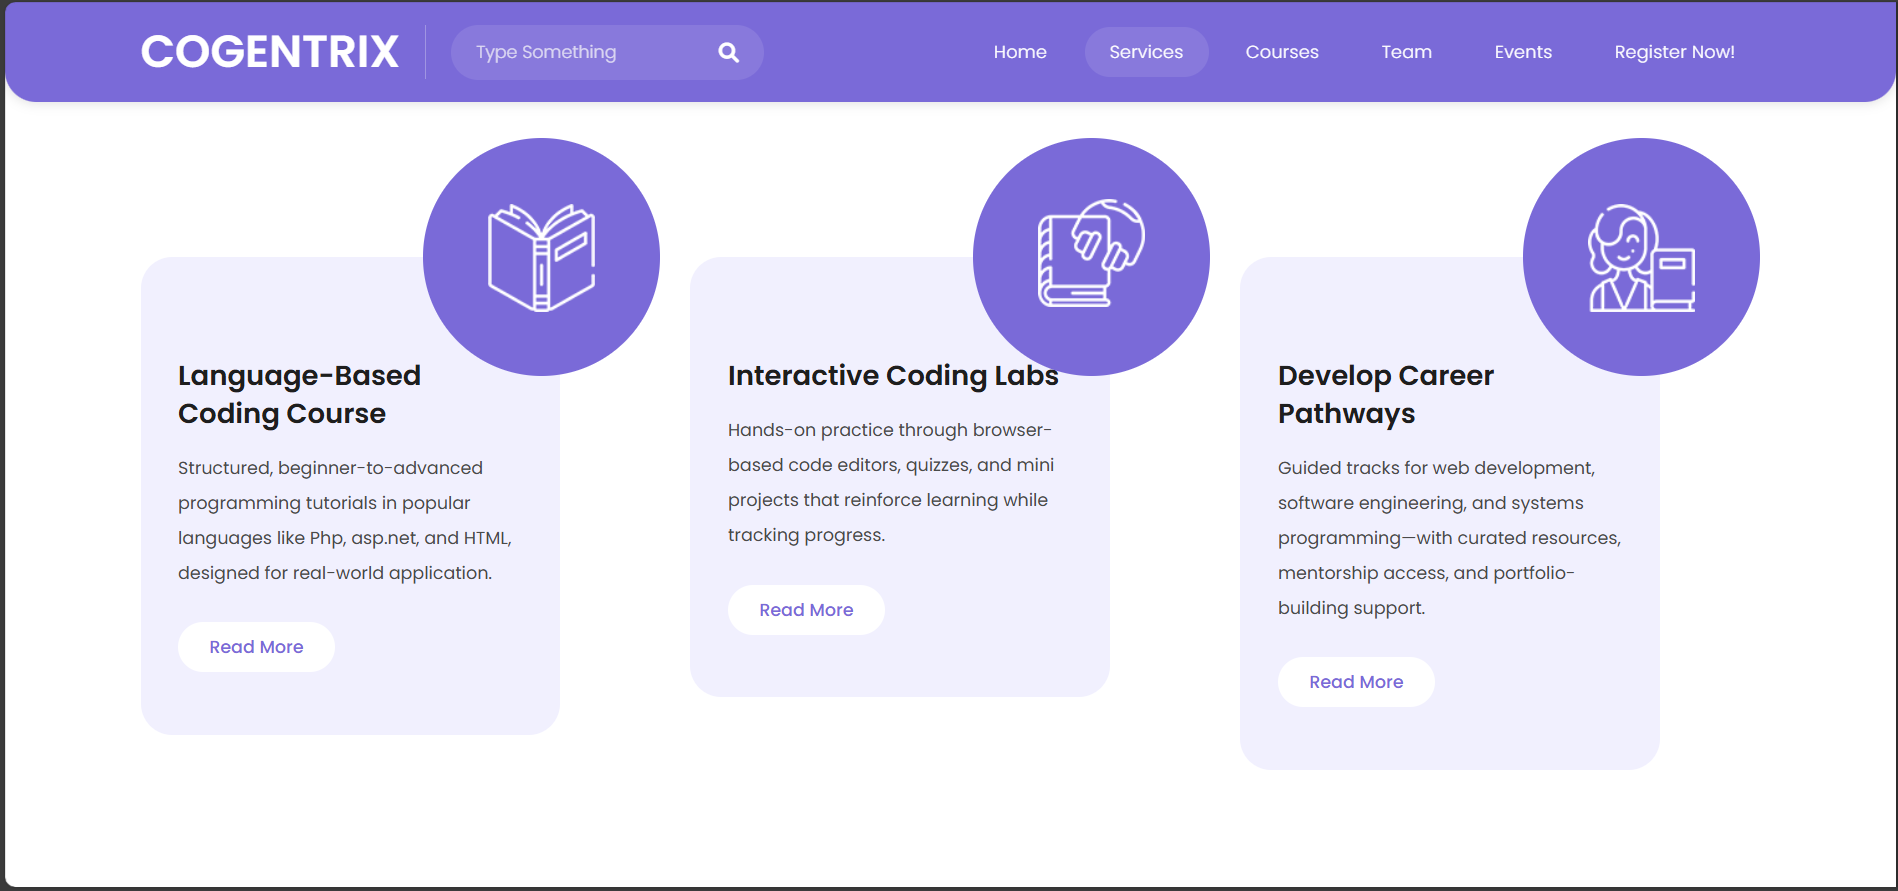 COGENTRIX
Type Something
Home
Services
Courses
Team
Events
Register Now!
Language-Based
Coding Course
Structured, beginner-to-advanced
programming tutorials in popular
languages like Php, asp.net, and HTML,
designed for real-world application.
Read More
Interactive Coding Labs
Hands-on practice through browser-
based code editors, quizzes, and mini
projects that reinforce learning while
tracking progress.
Read More
Develop Career
Pathways
Guided tracks for web development,
software engineering, and systems
programming—with curated resources,
mentorship access, and portfolio-
building support.
Read More